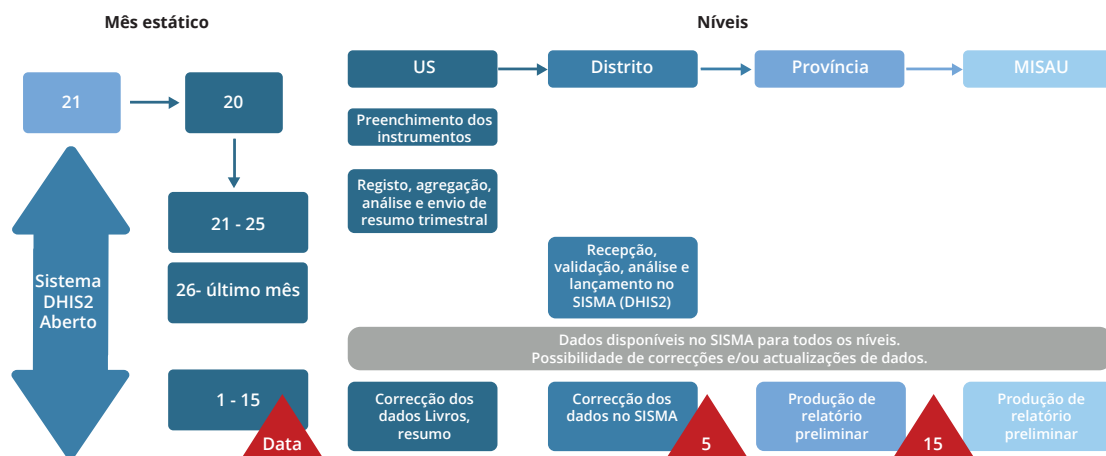 Mês estático
Níveis
US
Distrito
Província
MISAU
21
20
Preenchimento dos
instrumentos
Registo, agregação,
análise e envio de
resumo trimestral
21 - 25
Recepção,
validação, análise e
lançamento no
SISMA (DHIS2)
Sistema
DHIS2
Aberto
26- último mês
Dados disponíveis no SISMA para todos os níveis.
Possibilidade de correcções e/ou actualizações de dados.
1 - 15
Data
Correcção dos
dados Livros,
resumo
Correcção dos
dados no SISMA
5
Produção de
relatório
preliminar
15
Produção de
relatório
preliminar